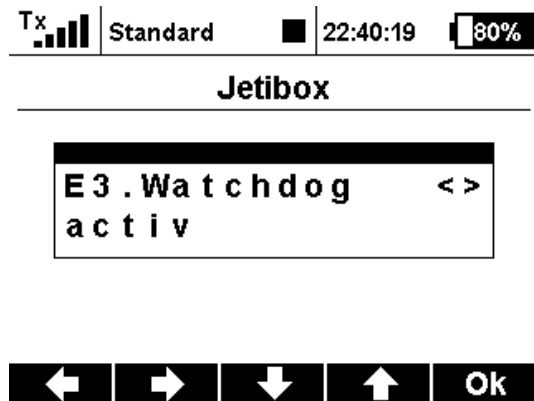 Tx Standard 22:40:19 80%
Jetibox
E3.Watchdog <>
activ
Ok